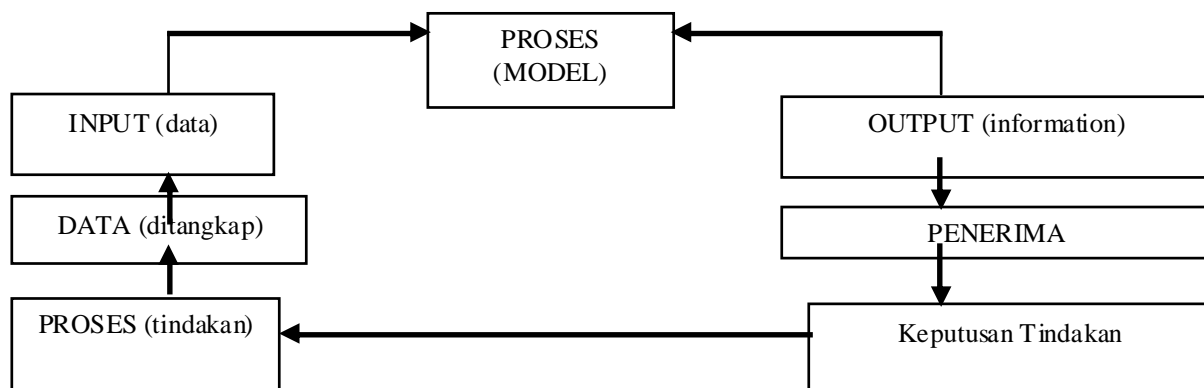 PROSES
(MODEL)
INPUT (data)
OUTPUT (information)
DATA (ditangkap)
PENERIMA
PROSES (tindakan)
Keputusan Tindakan